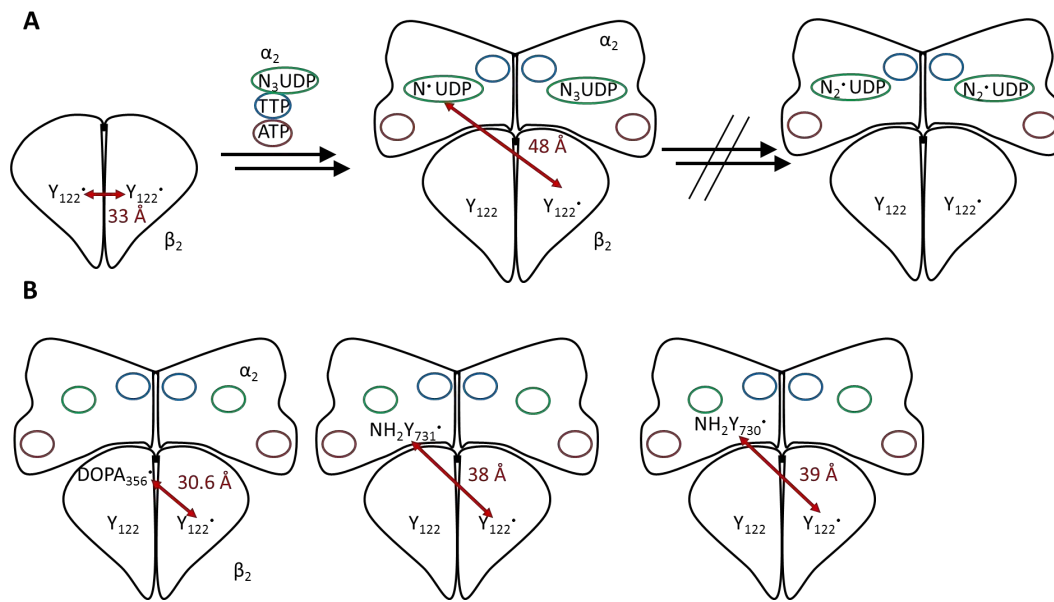 A
α₂
N₃UDP
TTP
ATP
Y₁₂₂• Y₁₂₂•
33 Å
β₂
α₂
N•UDP N₃UDP
48 Å
Y₁₂₂ Y₁₂₂•
β₂
N₂•UDP N₂•UDP
Y₁₂₂ Y₁₂₂•
B
α₂
DOPA₃₅₆•
30.6 Å
Y₁₂₂ Y₁₂₂•
β₂
NH₂Y₇₃₁•
38 Å
Y₁₂₂ Y₁₂₂•
NH₂Y₇₃₀•
39 Å
Y₁₂₂ Y₁₂₂•